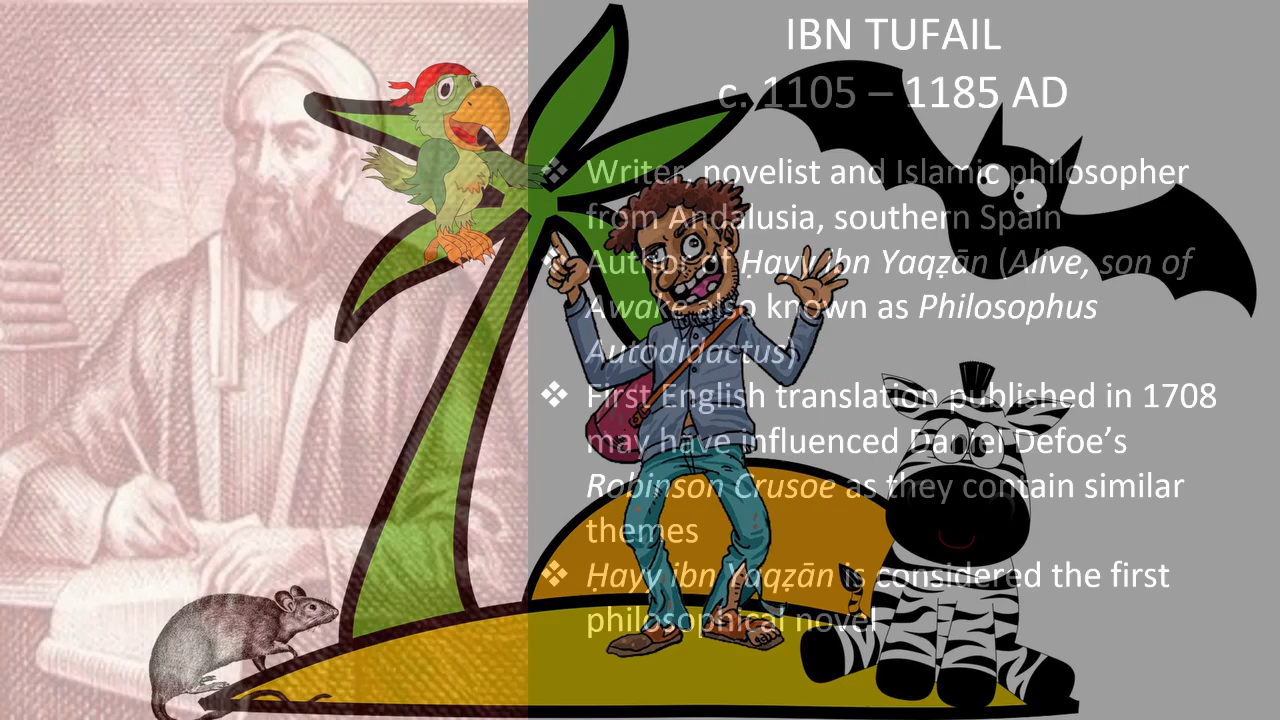 IBN TUFAIL
c. 1105 – 1185 AD
❖ Writer, novelist and Islamic philosopher
from Andalusia, southern Spain
❖ Author of Ḥayy ibn Yaqẓān (Alive, son of
Awake also known as Philosophus
Autodidactus)
❖ First English translation published in 1708
may have influenced Daniel Defoe’s
Robinson Crusoe as they contain similar
themes
❖ Ḥayy ibn Yaqẓān is considered the first
philosophical novel